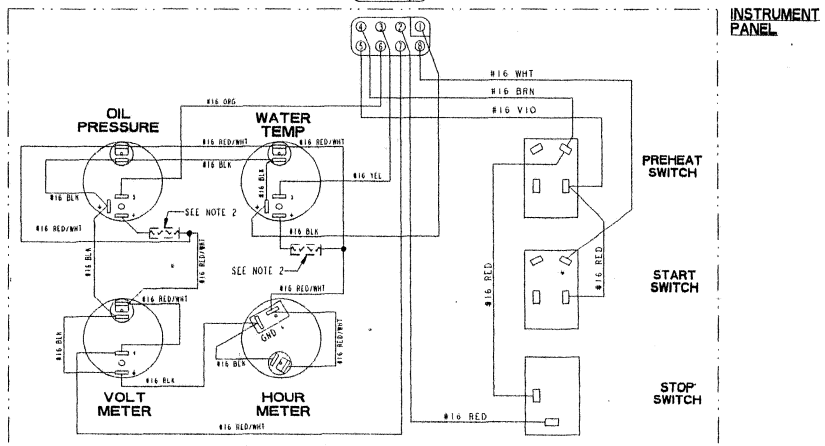 INSTRUMENT
PANEL
4 3 2 1
5 6 7 8
#16 WHT
#16 BRN
#16 VIO
#16 ORG
OIL
PRESSURE
WATER
TEMP
#16 RED/WHT
#16 RED/WHT
#16 BLK
#16 BLK
#16 YEL
PREHEAT
SWITCH
#16 BLK
SEE NOTE 2
#16 RED/WHT
#16 BLK
#16 BLK
#16 RED/WHT
SEE NOTE 2
#16 RED
#16 RED
START
SWITCH
#16 RED/WHT
#16 RED/WHT
#16 BLK
GND
#16 RED/WHT
#16 BLK
#16 BLK
#16 BLK
VOLT
METER
HOUR
METER
STOP
SWITCH
#16 RED
#16 RED/WHT